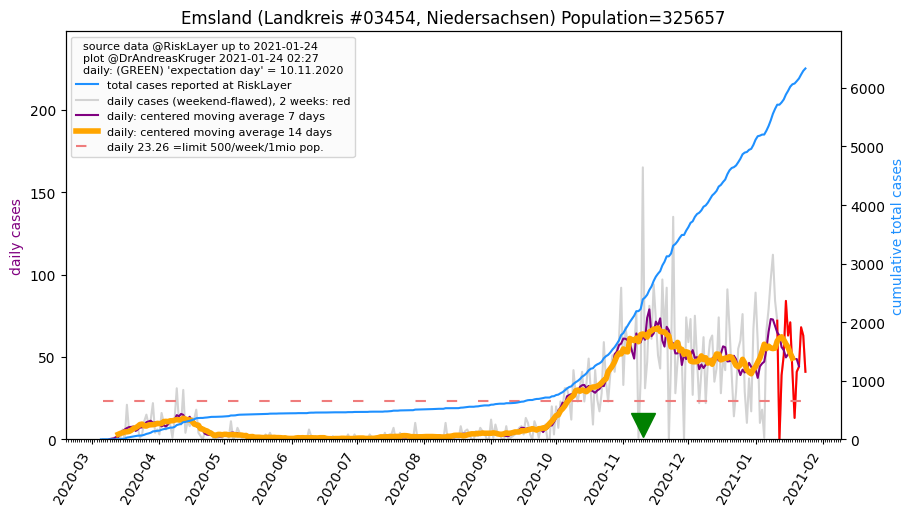 Emsland (Landkreis #03454, Niedersachsen) Population=325657
source data @RiskLayer up to 2021-01-24
plot @DrAndreasKruger 2021-01-24 02:27
daily: (GREEN) 'expectation day' = 10.11.2020
total cases reported at RiskLayer
daily cases (weekend-flawed), 2 weeks: red
daily: centered moving average 7 days
daily: centered moving average 14 days
daily 23.26 =limit 500/week/1mio pop.
daily cases
200
150
100
50
0
cumulative total cases
6000
5000
4000
3000
2000
1000
0
2020-03
2020-04
2020-05
2020-06
2020-07
2020-08
2020-09
2020-10
2020-11
2020-12
2021-01
2021-02